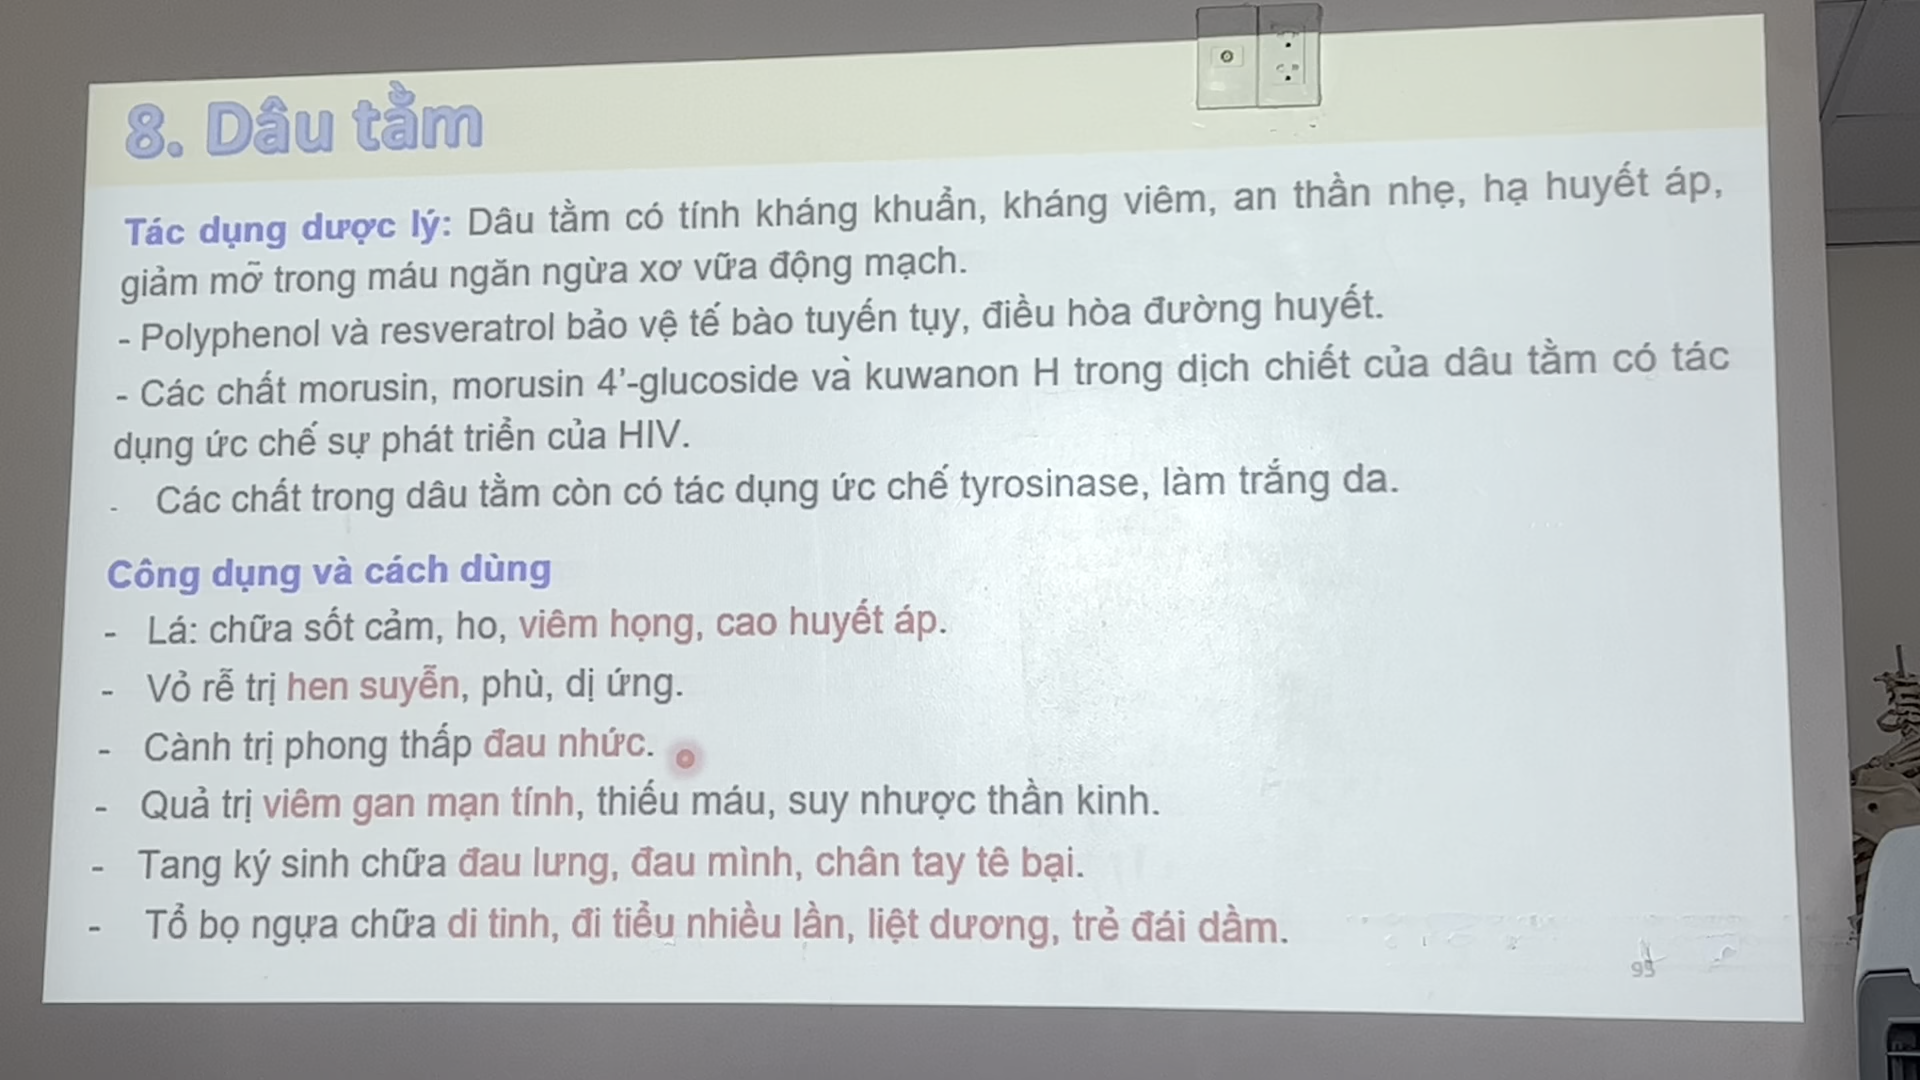 8. Dâu tằm
Tác dụng dược lý: Dâu tằm có tính kháng khuẩn, kháng viêm, an thần nhẹ, hạ huyết áp,
giảm mỡ trong máu ngăn ngừa xơ vữa động mạch.
- Polyphenol và resveratrol bảo vệ tế bào tuyến tụy, điều hòa đường huyết.
- Các chất morusin, morusin 4’-glucoside và kuwanon H trong dịch chiết của dâu tằm có tác
dụng ức chế sự phát triển của HIV.
- Các chất trong dâu tằm còn có tác dụng ức chế tyrosinase, làm trắng da.
Công dụng và cách dùng
- Lá: chữa sốt cảm, ho, viêm họng, cao huyết áp.
- Vỏ rễ trị hen suyễn, phù, dị ứng.
- Cành trị phong thấp đau nhức.
- Quả trị viêm gan mạn tính, thiếu máu, suy nhược thần kinh.
- Tang ký sinh chữa đau lưng, đau mình, chân tay tê bại.
- Tổ bọ ngựa chữa di tinh, đi tiểu nhiều lần, liệt dương, trẻ đái dầm.